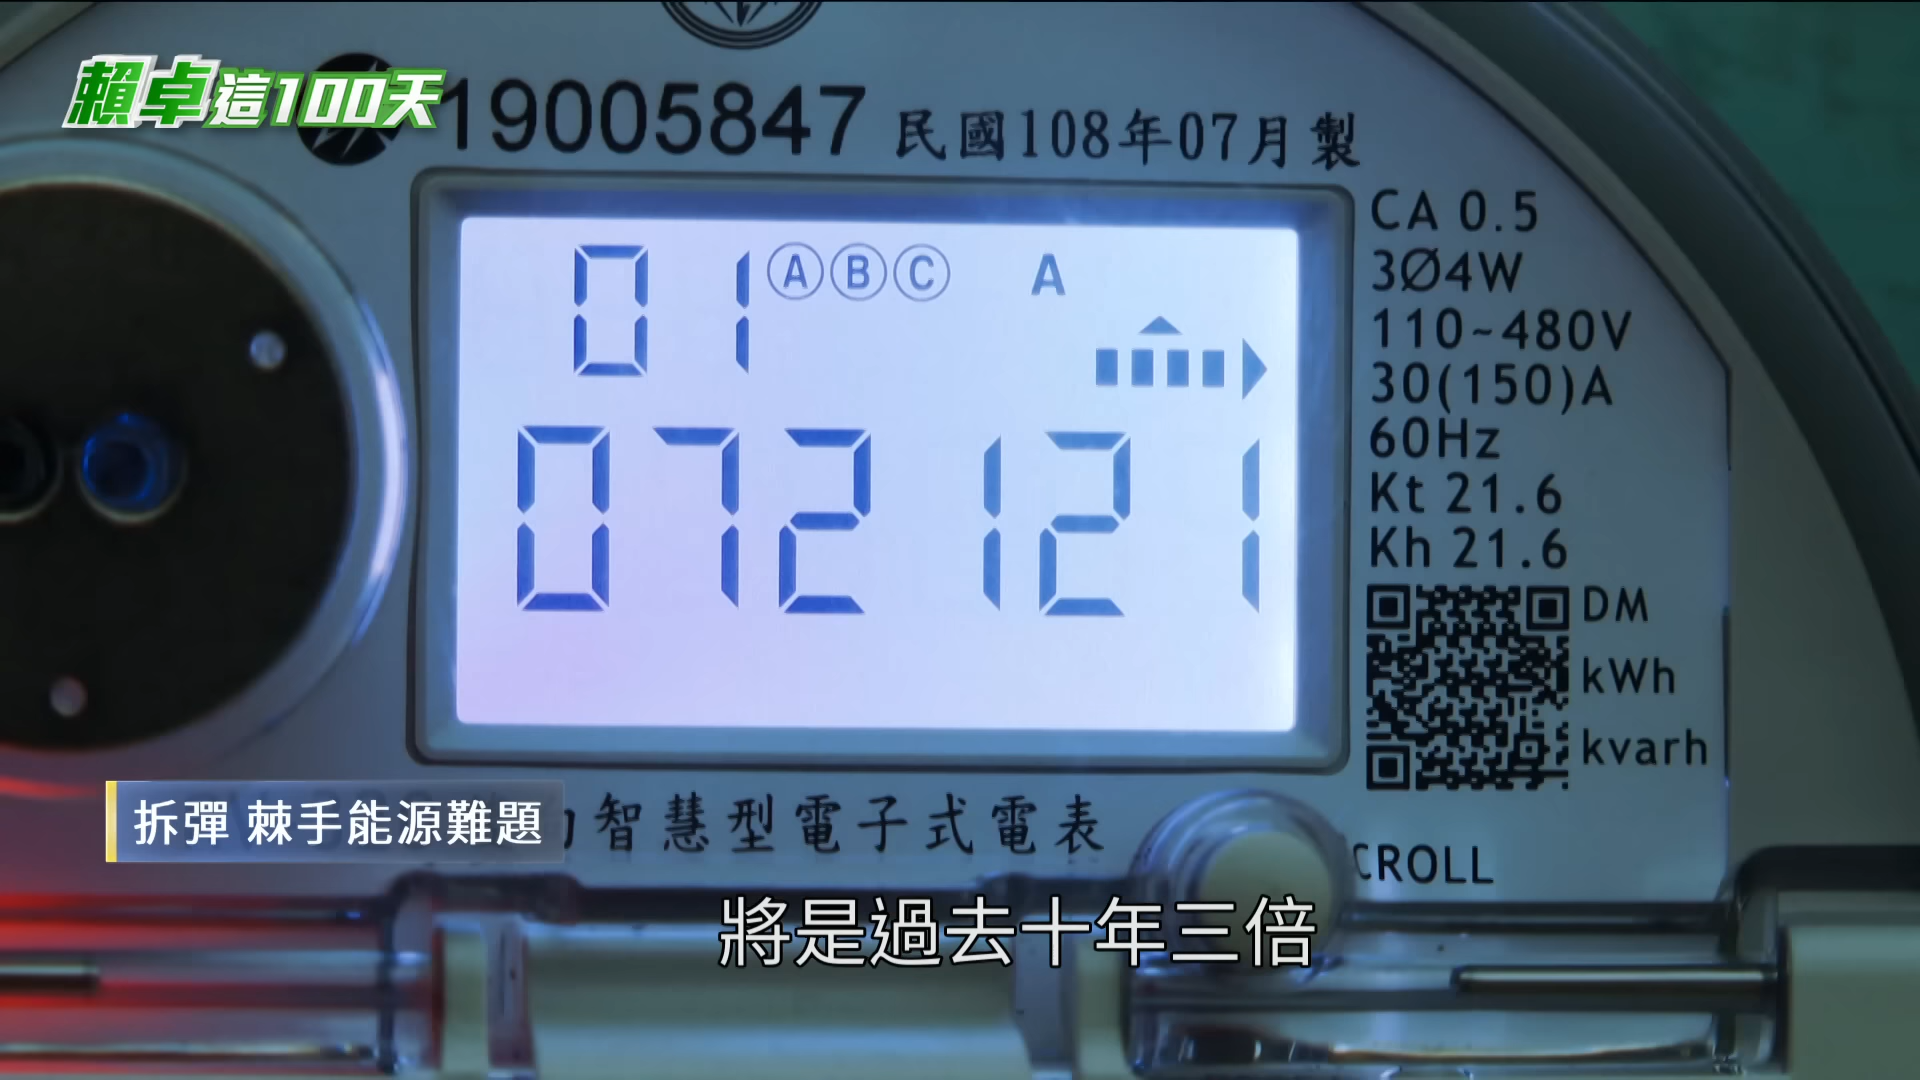 賴卓這100天
19005847 民國108年07月製
CA 0.5
3Ø4W
110~480V
30(150)A
60Hz
Kt 21.6
Kh 21.6
01 Ⓐ Ⓑ Ⓒ A
072121
DM
kWh
kvarh
智慧型電子式電表
CROLL
拆彈 棘手能源難題
將是過去十年三倍